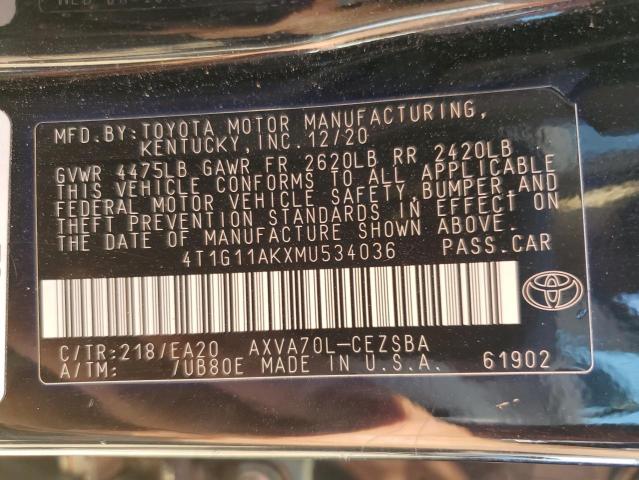 MFD.BY:TOYOTA MOTOR MANUFACTURING,
KENTUCKY, INC.12/20
GVWR 4475LB GAWR FR 2620LB RR 2420LB
THIS VEHICLE CONFORMS TO ALL APPLICABLE
FEDERAL MOTOR VEHICLE SAFETY,BUMPER,AND
THEFT PREVENTION STANDARDS IN EFFECT ON
THE DATE OF MANUFACTURE SHOWN ABOVE.
4T1G11AKXMU534036 PASS.CAR
C/TR:218/EA20 AXVA70L-CEZSBA
A/TM: /UB80E MADE IN U.S.A. 61902